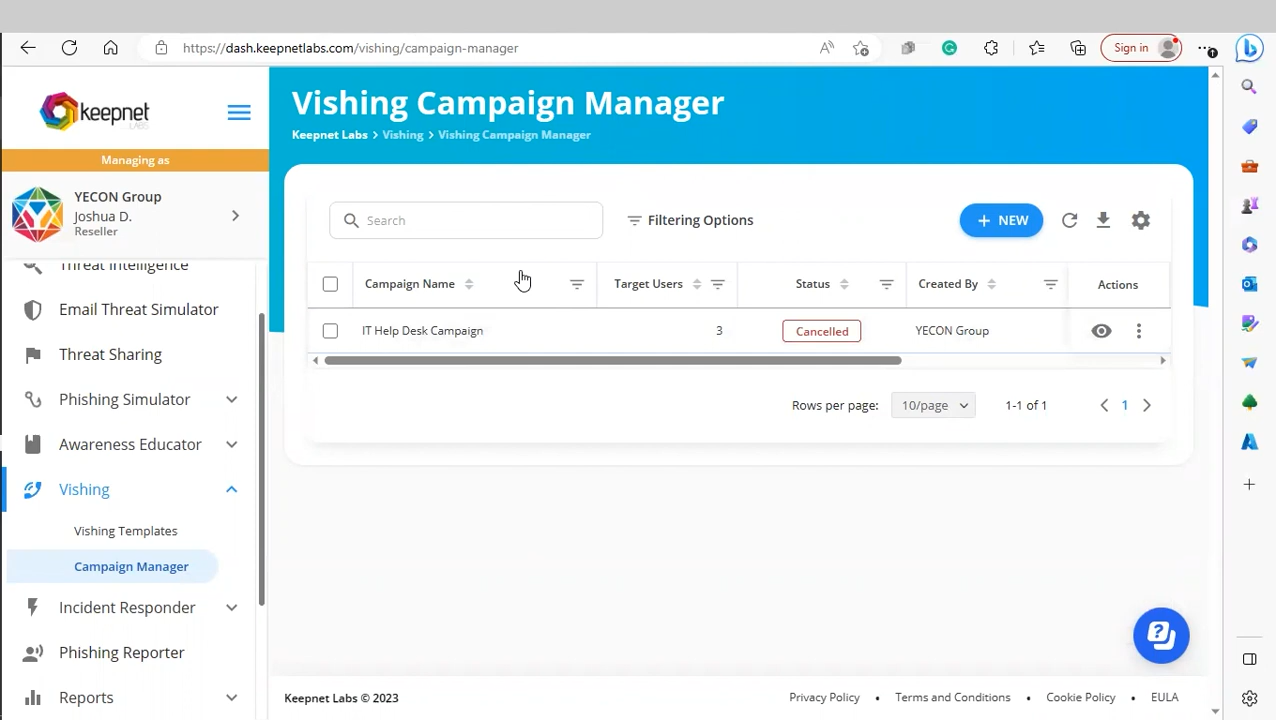 https://dash.keepnetlabs.com/vishing/campaign-manager
Sign in
keepnet
LABS
Managing as
YECON Group
Joshua D.
Reseller
Threat Intelligence
Email Threat Simulator
Threat Sharing
Phishing Simulator
Awareness Educator
Vishing
Vishing Templates
Campaign Manager
Incident Responder
Phishing Reporter
Reports
Vishing Campaign Manager
Keepnet Labs > Vishing > Vishing Campaign Manager
Search
Filtering Options
+ NEW
Campaign Name Target Users Status Created By Actions
IT Help Desk Campaign 3 Cancelled YECON Group
Rows per page: 10/page 1-1 of 1 1
Keepnet Labs © 2023
Privacy Policy • Terms and Conditions • Cookie Policy • EULA